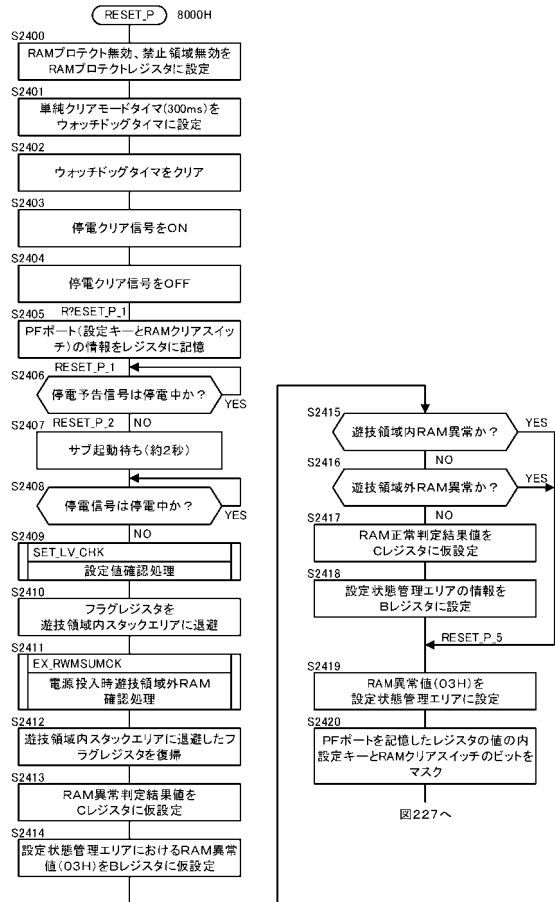 RESET_P 8000H
S2400
RAMプロテクト無効、禁止領域無効を
RAMプロテクトレジスタに設定
S2401
単純クリアモードタイマ(300ms)を
ウォッチドッグタイマに設定
S2402
ウォッチドッグタイマをクリア
S2403
停電クリア信号をON
S2404
停電クリア信号をOFF
S2405 R?ESET_P_1
PFポート(設定キーとRAMクリアスイッ
チ)の情報をレジスタに記憶
RESET_P_1
S2406
停電予告信号は停電中か?
YES
S2407 RESET_P_2 NO
サブ起動待ち(約2秒)
S2408
停電信号は停電中か?
YES
S2409 NO
SET_LV_CHK
設定値確認処理
S2410
フラグレジスタを
遊技領域内スタックエリアに退避
S2411
EX_RWMSUMCK
電源投入時遊技領域外RAM
確認処理
S2412
遊技領域内スタックエリアに退避したフ
ラグレジスタを復帰
S2413
RAM異常判定結果値を
Cレジスタに仮設定
S2414
設定状態管理エリアにおけるRAM異常
値(03H)をBレジスタに仮設定
S2415
遊技領域内RAM異常か?
YES
NO
S2416
遊技領域外RAM異常か?
YES
NO
S2417
RAM正常判定結果値を
Cレジスタに仮設定
S2418
設定状態管理エリアの情報を
Bレジスタに設定
RESET_P_5
S2419
RAM異常値(03H)を
設定状態管理エリアに設定
S2420
PFポートを記憶したレジスタの値の内
設定キーとRAMクリアスイッチのビットを
マスク
図227へ